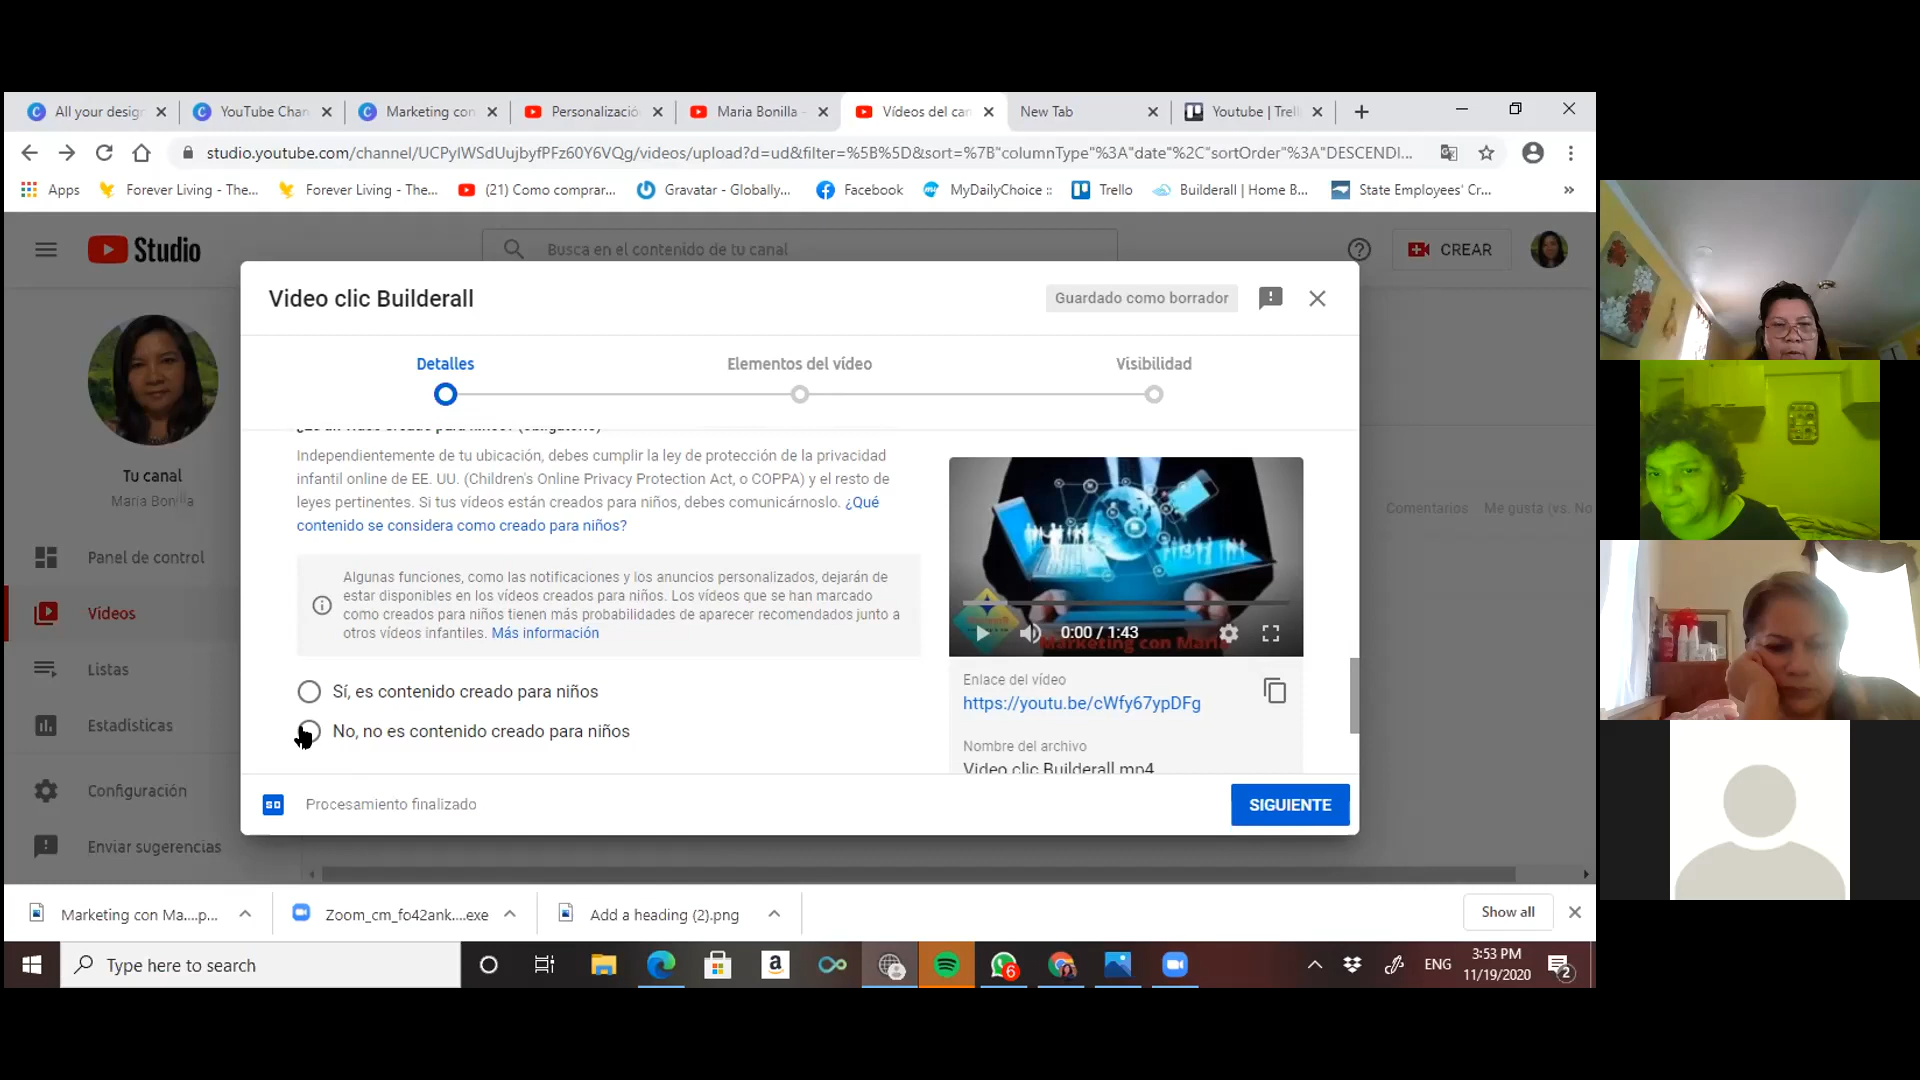 All your design
YouTube Chan
Marketing con
Personalizació
Maria Bonilla -
Vídeos del can
New Tab
Youtube | Trell
studio.youtube.com/channel/UCPyIWSdUujbyfPFz60Y6VQg/videos/upload?d=ud&filter=%5B%5D&sort=%7B"columnType"%3A"date"%2C"sortOrder"%3A"DESCENDI...
Apps
Forever Living - The...
Forever Living - The...
(21) Como comprar...
Gravatar - Globally...
Facebook
MyDailyChoice ::
Trello
Builderall | Home B...
State Employees' Cr...
»
Studio
Busca en el contenido de tu canal
CREAR
Video clic Builderall
Guardado como borrador
Detalles
Elementos del vídeo
Visibilidad
Tu canal
Maria Bonilla
Panel de control
Vídeos
Listas
Estadísticas
Configuración
Enviar sugerencias
Independientemente de tu ubicación, debes cumplir la ley de protección de la privacidad
infantil online de EE. UU. (Children's Online Privacy Protection Act, o COPPA) y el resto de
leyes pertinentes. Si tus vídeos están creados para niños, debes comunicárnoslo. ¿Qué
contenido se considera como creado para niños?
Algunas funciones, como las notificaciones y los anuncios personalizados, dejarán de
estar disponibles en los vídeos creados para niños. Los vídeos que se han marcado
como creados para niños tienen más probabilidades de aparecer recomendados junto a
otros vídeos infantiles. Más información
Sí, es contenido creado para niños
No, no es contenido creado para niños
0:00 / 1:43
Marketing con Maria
Enlace del vídeo
https://youtu.be/cWfy67ypDFg
Nombre del archivo
Video clic Builderall.mp4
Comentarios
Me gusta (vs. No
SD
Procesamiento finalizado
SIGUIENTE
Marketing con Ma....p...
Zoom_cm_fo42ank....exe
Add a heading (2).png
Show all
Type here to search
6
ENG
3:53 PM
11/19/2020
2